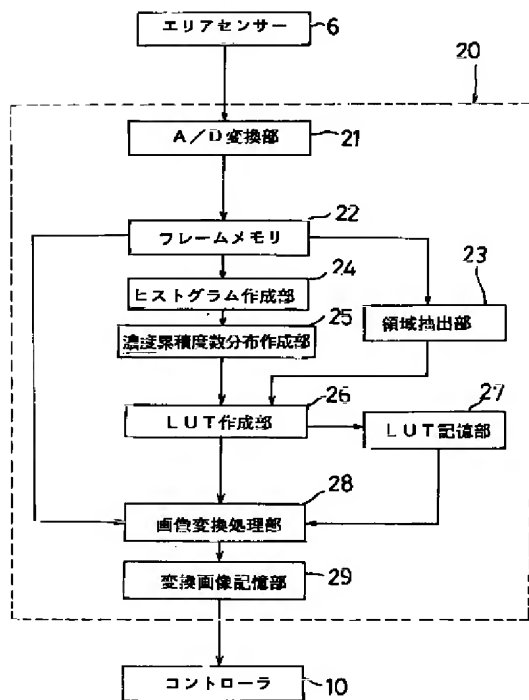 エリアセンサー
6
20
A/D変換部
21
フレームメモリ
22
ヒストグラム作成部
24
23
領域抽出部
濃度累積度数分布作成部
25
LUT作成部
26
27
LUT記憶部
画像変換処理部
28
変換画像記憶部
29
コントローラ
10